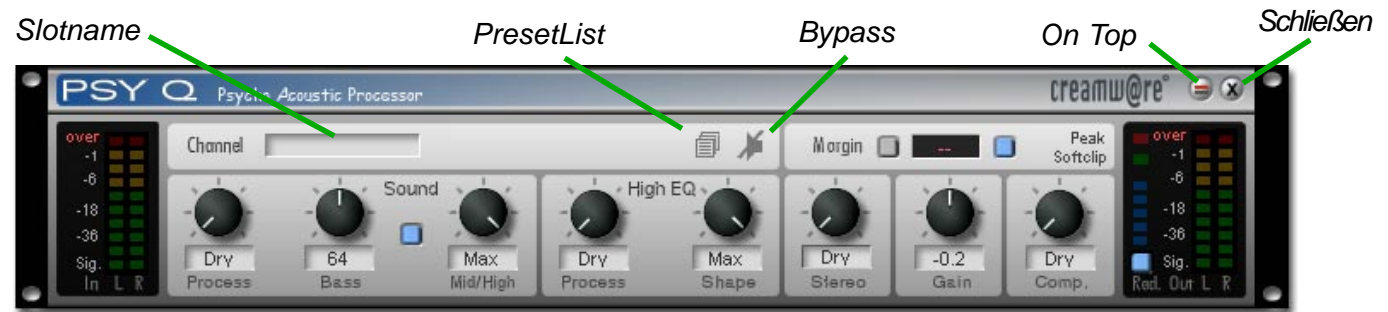 Slotname
PresetList
Bypass
On Top
Schließen
PSY Q Psycho Acoustic Processor
creamw@re®
over
-1
-6
-18
-36
Sig.
In L R
Channel
Margin
--
Peak
Softclip
Sound
High EQ
Dry
64
Max
Dry
Max
Dry
-0.2
Dry
Process
Bass
Mid/High
Process
Shape
Stereo
Gain
Comp.
over
-1
-6
-18
-36
Sig.
Red. Out L R
X